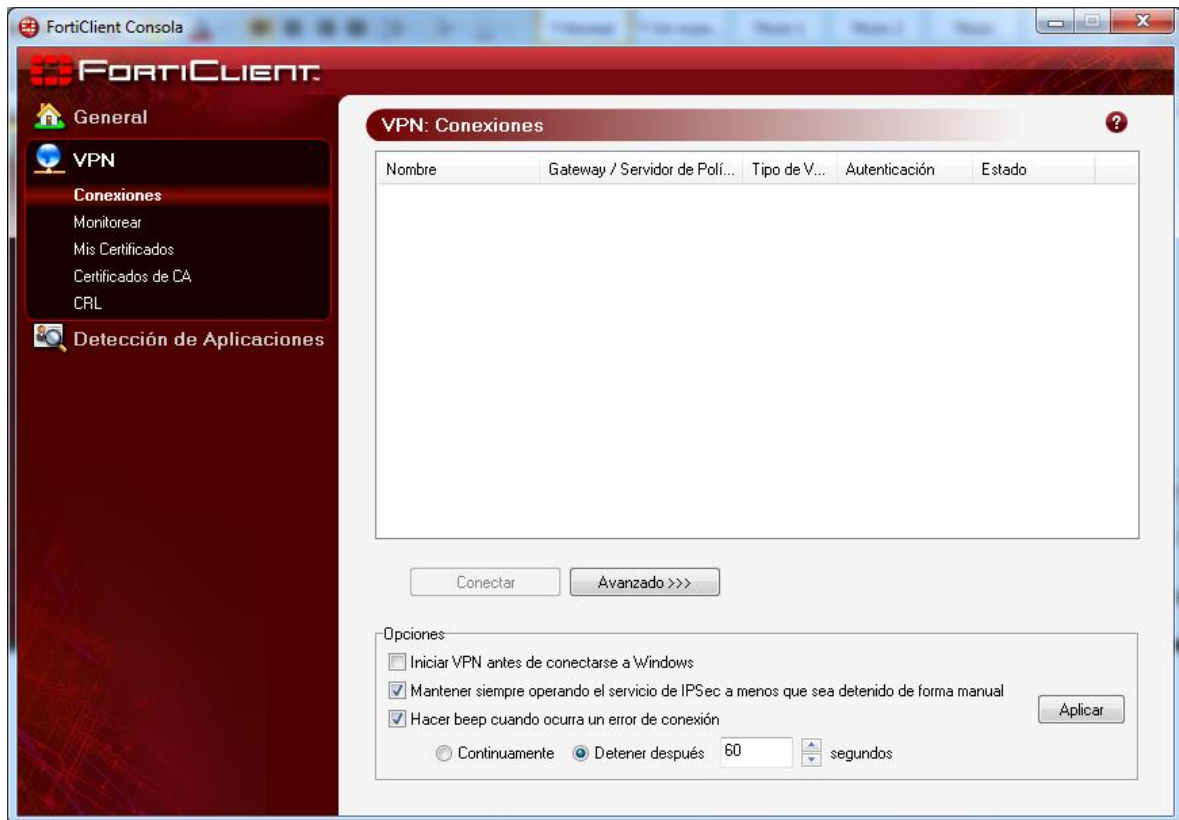 FortiClient Consola
FORTICLIENT
General
VPN
Conexiones
Monitorear
Mis Certificados
Certificados de CA
CRL
Detección de Aplicaciones
VPN: Conexiones
?
Nombre Gateway / Servidor de Polí... Tipo de V... Autenticación Estado
Conectar Avanzado >>>
Opciones
Iniciar VPN antes de conectarse a Windows
Mantener siempre operando el servicio de IPSec a menos que sea detenido de forma manual
Aplicar
Hacer beep cuando ocurra un error de conexión
Continuamente Detener después 60 segundos